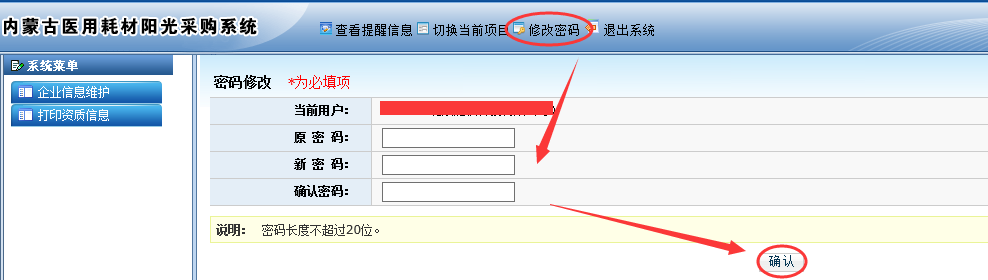 内蒙古医用耗材阳光采购系统
查看提醒信息 切换当前项目 修改密码 退出系统
系统菜单
企业信息维护
打印资质信息
密码修改 *为必填项
当前用户:
原 密 码:
新 密 码:
确认密码:
说明: 密码长度不超过20位。
确认